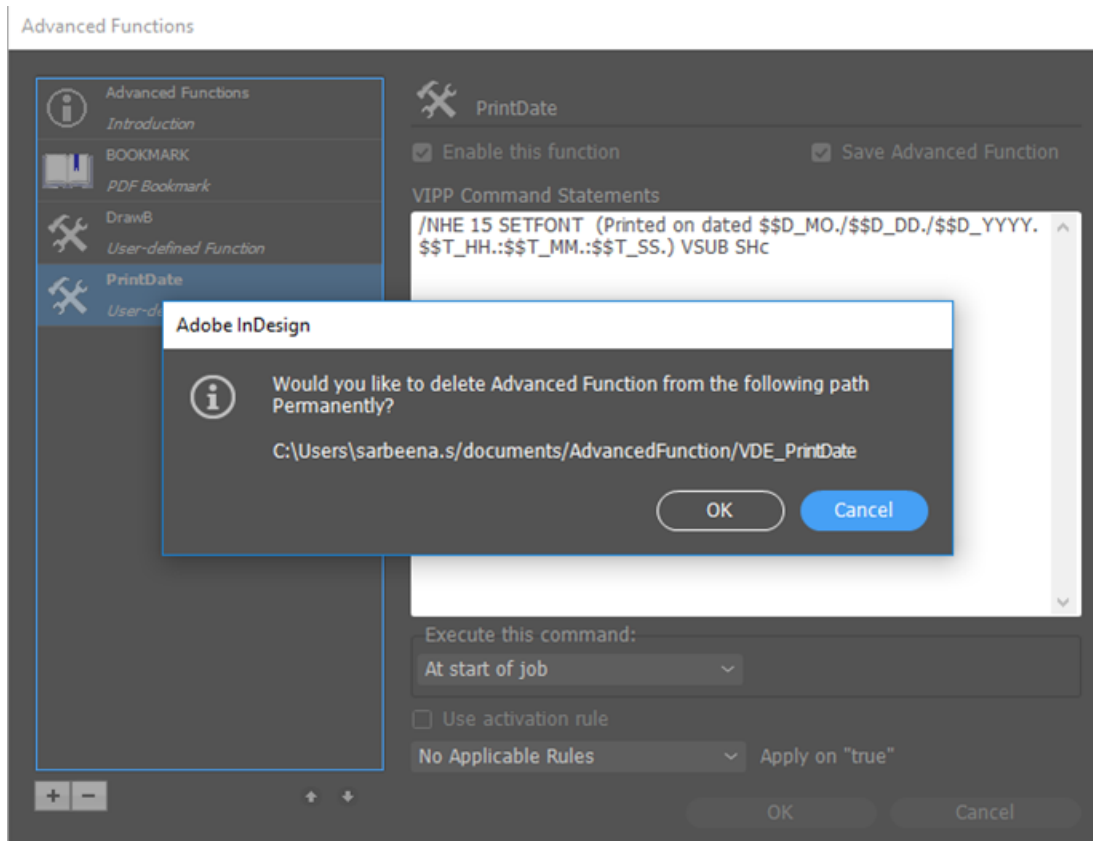 Advanced Functions
Advanced Functions
Introduction
BOOKMARK
PDF Bookmark
DrawB
User-defined Function
PrintDate
User-de
PrintDate
Enable this function
Save Advanced Function
VIPP Command Statements
/NHE 15 SETFONT (Printed on dated $$D_MO./$$D_DD./$$D_YYYY.
$$T_HH.:$$T_MM.:$$T_SS.) VSUB SHc
Adobe InDesign
Would you like to delete Advanced Function from the following path
Permanently?
C:\Users\sarbeena.s/documents/AdvancedFunction/VDE_PrintDate
OK
Cancel
Execute this command:
At start of job
Use activation rule
No Applicable Rules
Apply on "true"
OK
Cancel